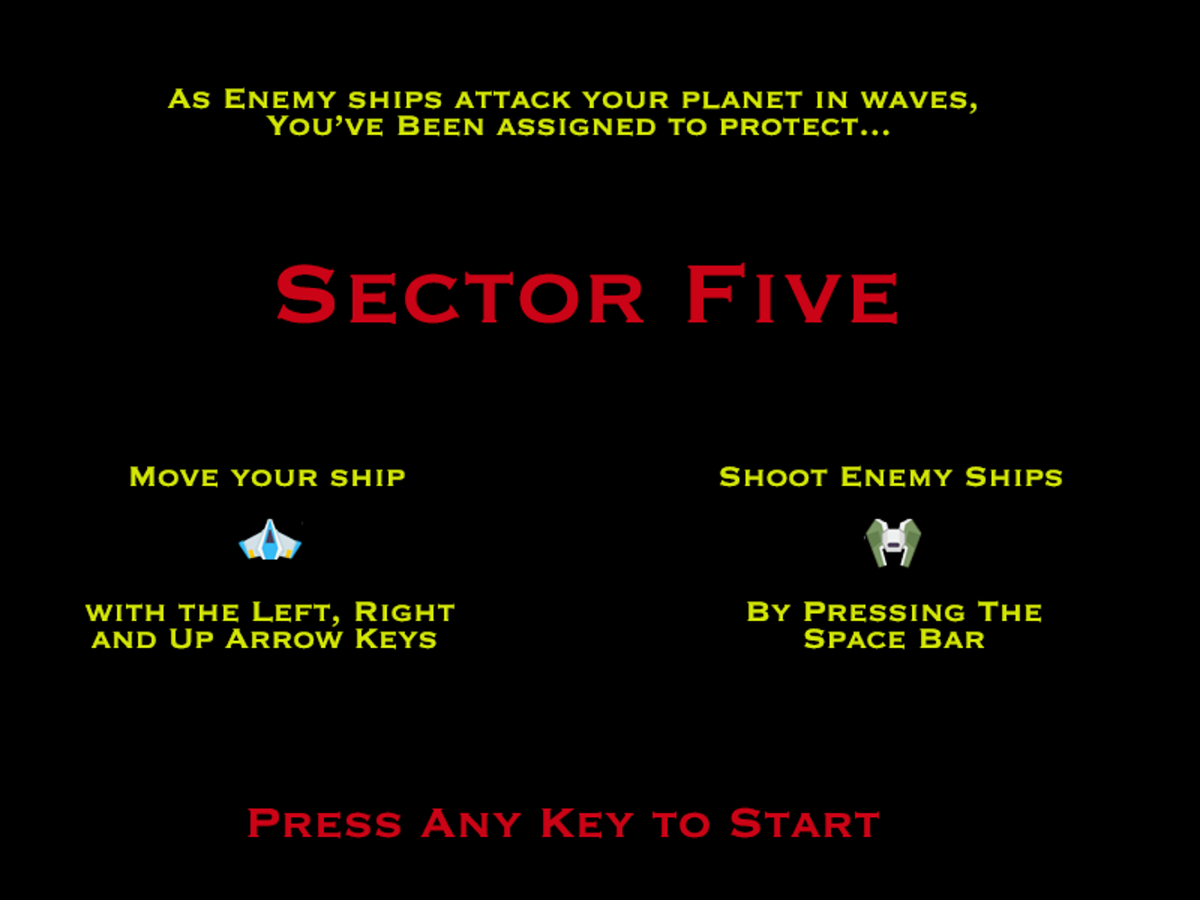 As Enemy ships attack your planet in waves,
You've Been assigned to protect...
Sector Five
Move your ship
with the Left, Right
and Up Arrow Keys
Shoot Enemy Ships
By Pressing The
Space Bar
Press Any Key to Start